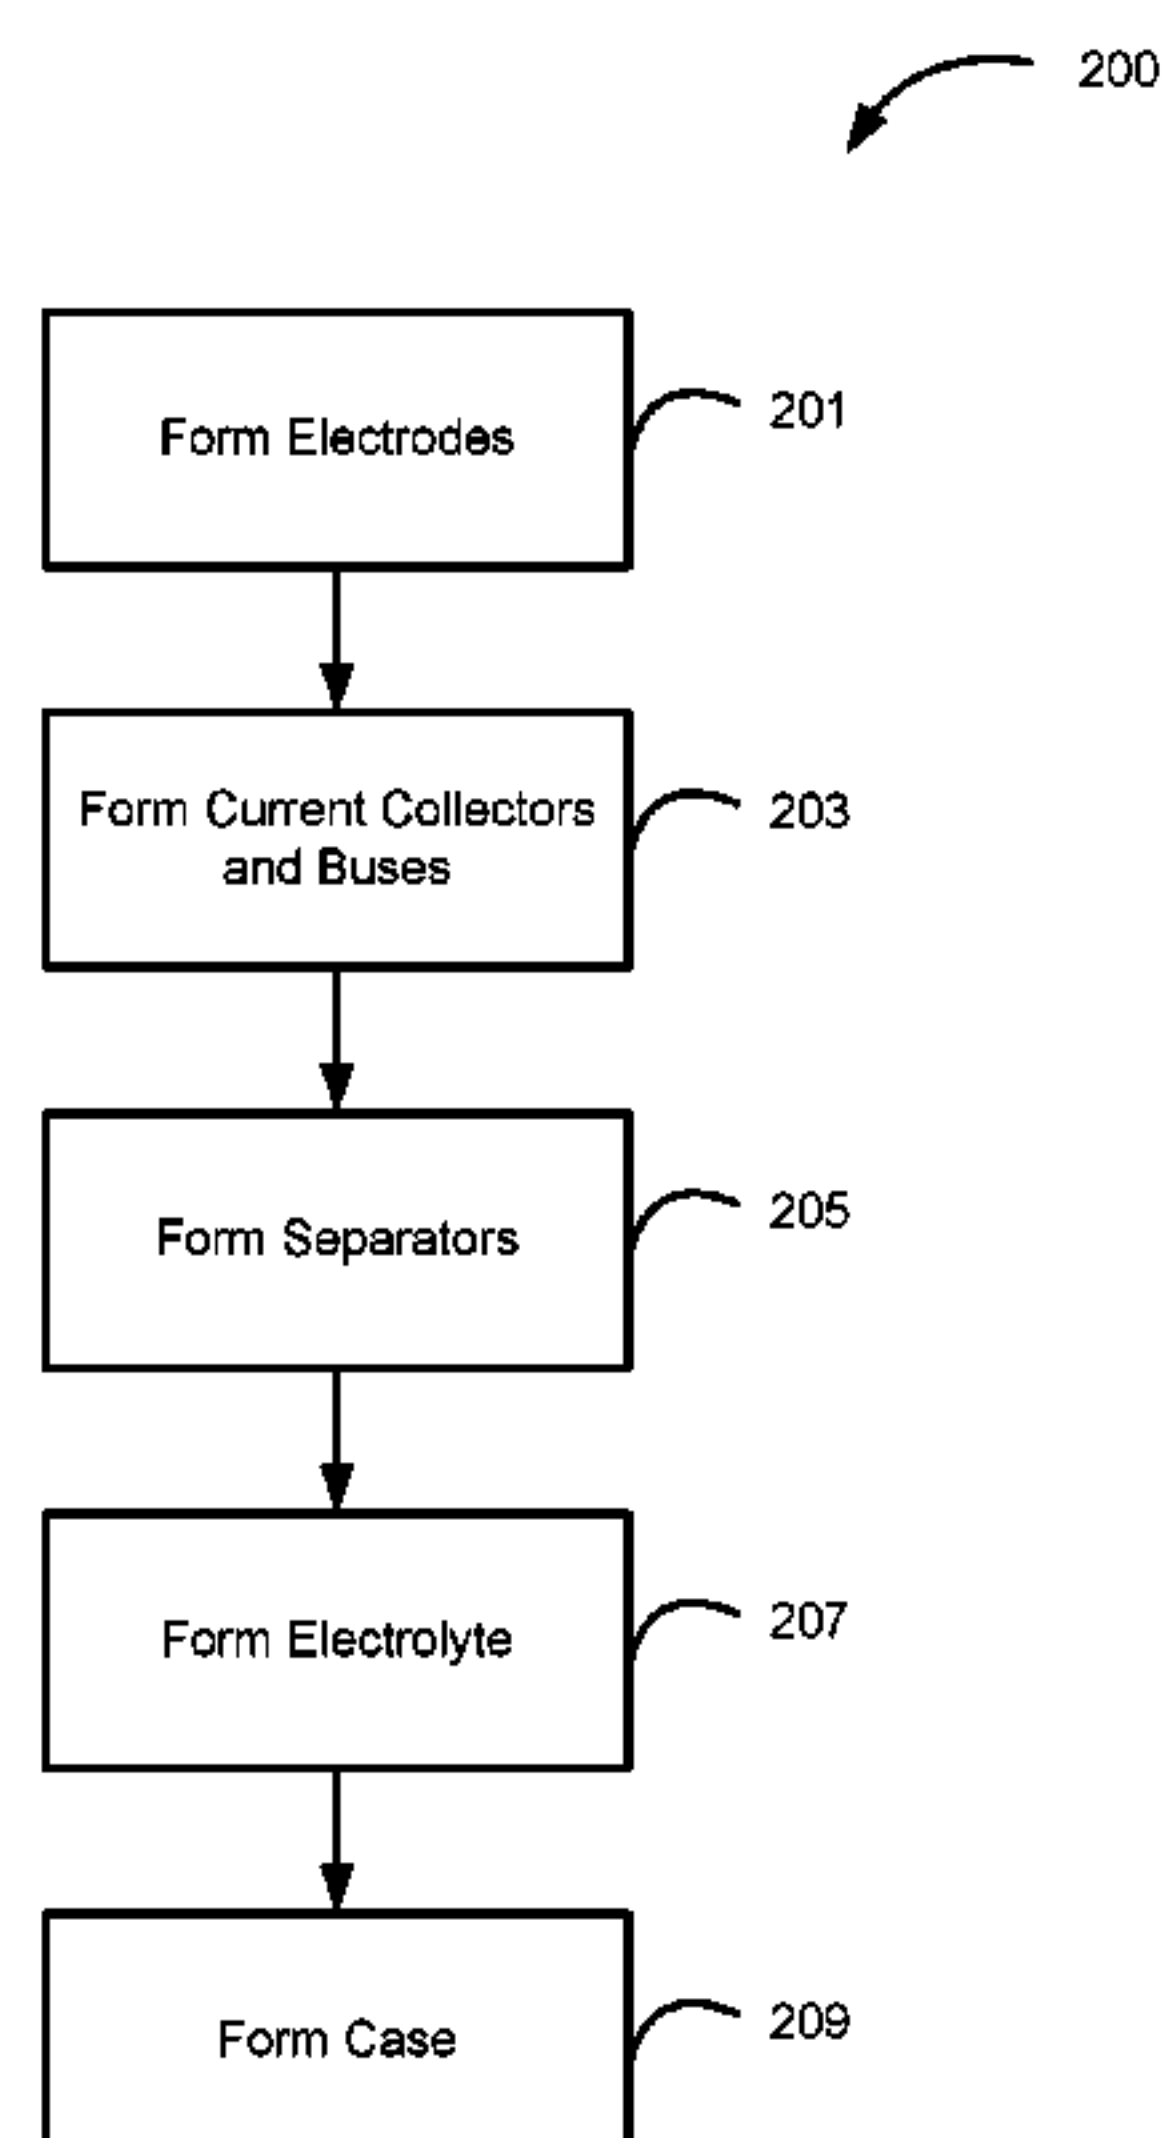 200
Form Electrodes
201
Form Current Collectors
and Buses
203
Form Separators
205
Form Electrolyte
207
Form Case
209